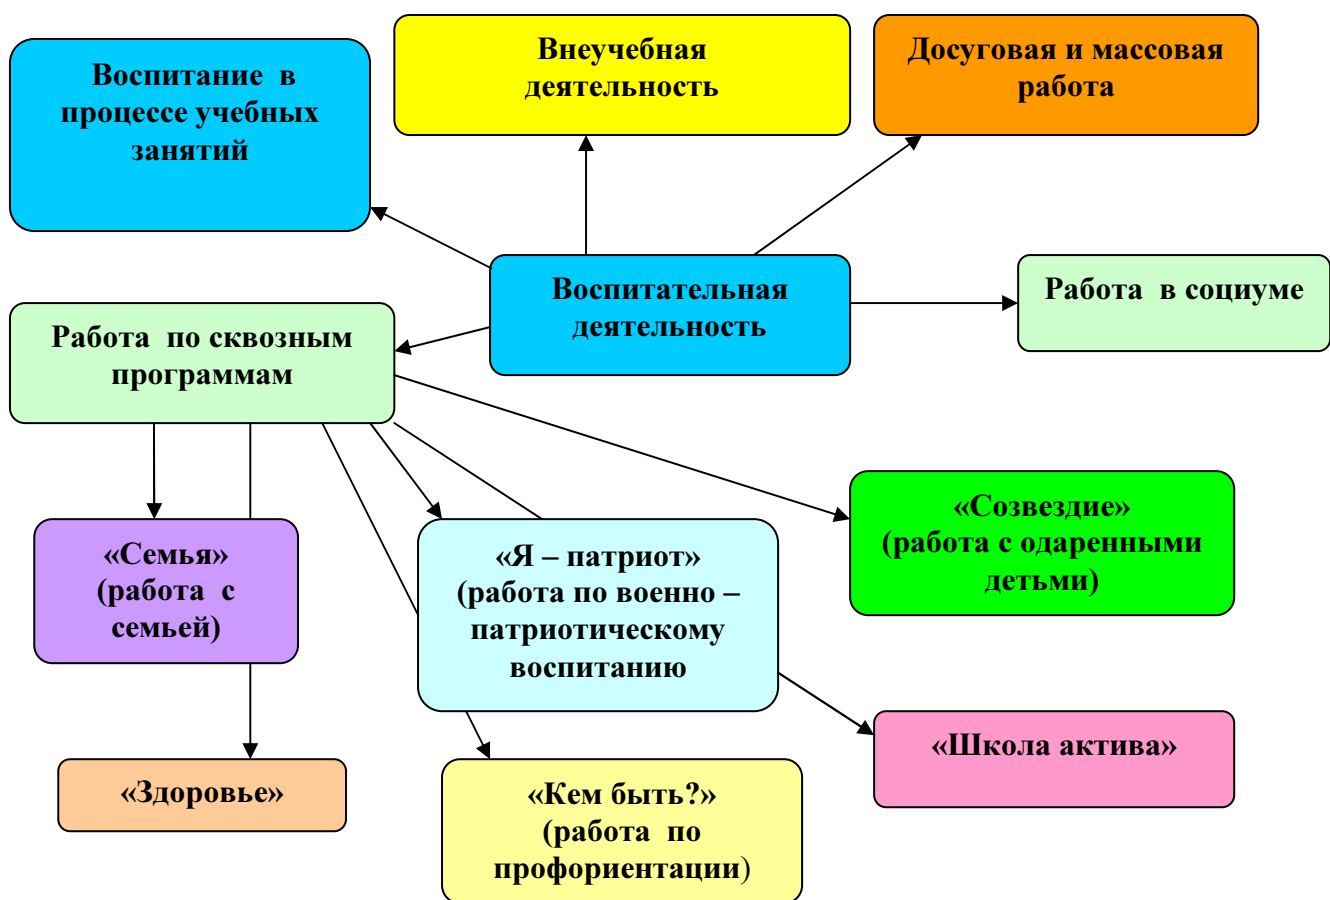 Воспитание в
процессе учебных
занятий
Внеучебная
деятельность
Досуговая и массовая
работа
Воспитательная
деятельность
Работа в социуме
Работа по сквозным
программам
«Созвездие»
(работа с одаренными
детьми)
«Семья»
(работа с
семьей)
«Я – патриот»
(работа по военно –
патриотическому
воспитанию
«Школа актива»
«Здоровье»
«Кем быть?»
(работа по
профориентации)